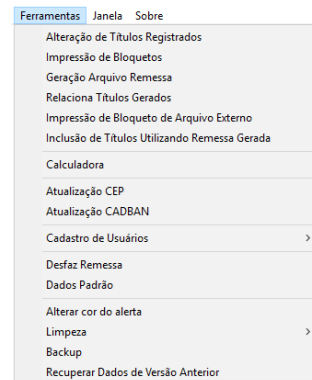 Ferramentas Janela Sobre
Alteração de Títulos Registrados
Impressão de Bloquetos
Geração Arquivo Remessa
Relaciona Títulos Gerados
Impressão de Bloqueto de Arquivo Externo
Inclusão de Títulos Utilizando Remessa Gerada
Calculadora
Atualização CEP
Atualização CADBAN
Cadastro de Usuários
Desfaz Remessa
Dados Padrão
Alterar cor do alerta
Limpeza
Backup
Recuperar Dados de Versão Anterior